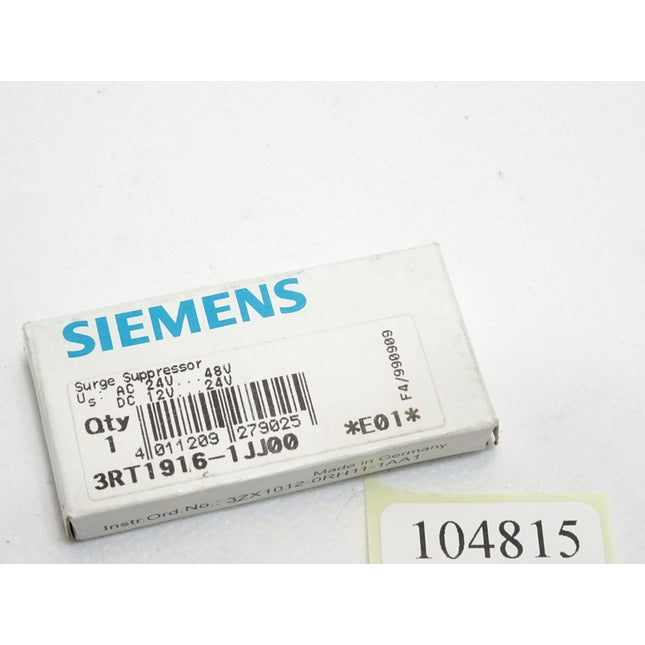 SIEMENS
Surge Suppressor
Us: AC 24V...48V
DC 12V...24V
Qty
1
4 011209 279025
*E01*
F4/990909
3RT1916-1JJ00
Made in Germany
Instr.Ord.No.: 3ZX1012-0RH11-1AA1
104815